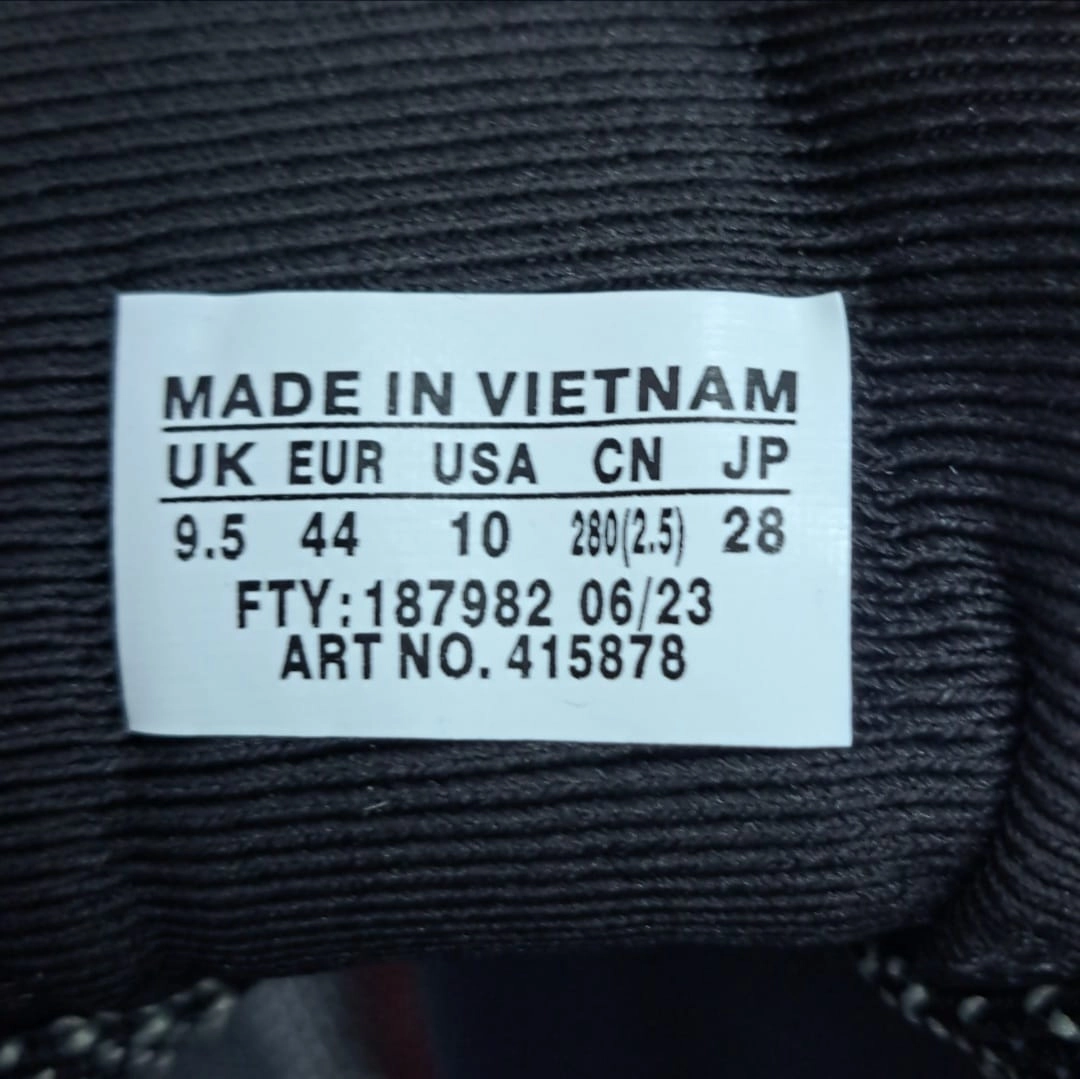 MADE IN VIETNAM
UK EUR USA CN JP
9.5 44 10 280(2.5) 28
FTY:187982 06/23
ART NO. 415878